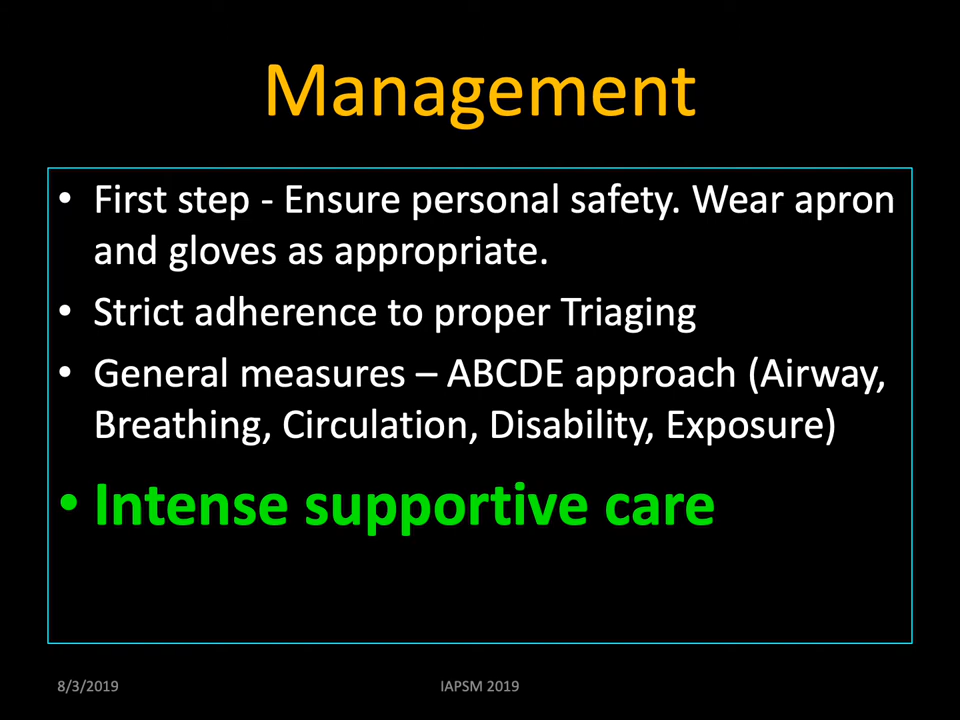 Management
• First step - Ensure personal safety. Wear apron
and gloves as appropriate.
• Strict adherence to proper Triaging
• General measures – ABCDE approach (Airway,
Breathing, Circulation, Disability, Exposure)
• Intense supportive care
8/3/2019
IAPSM 2019